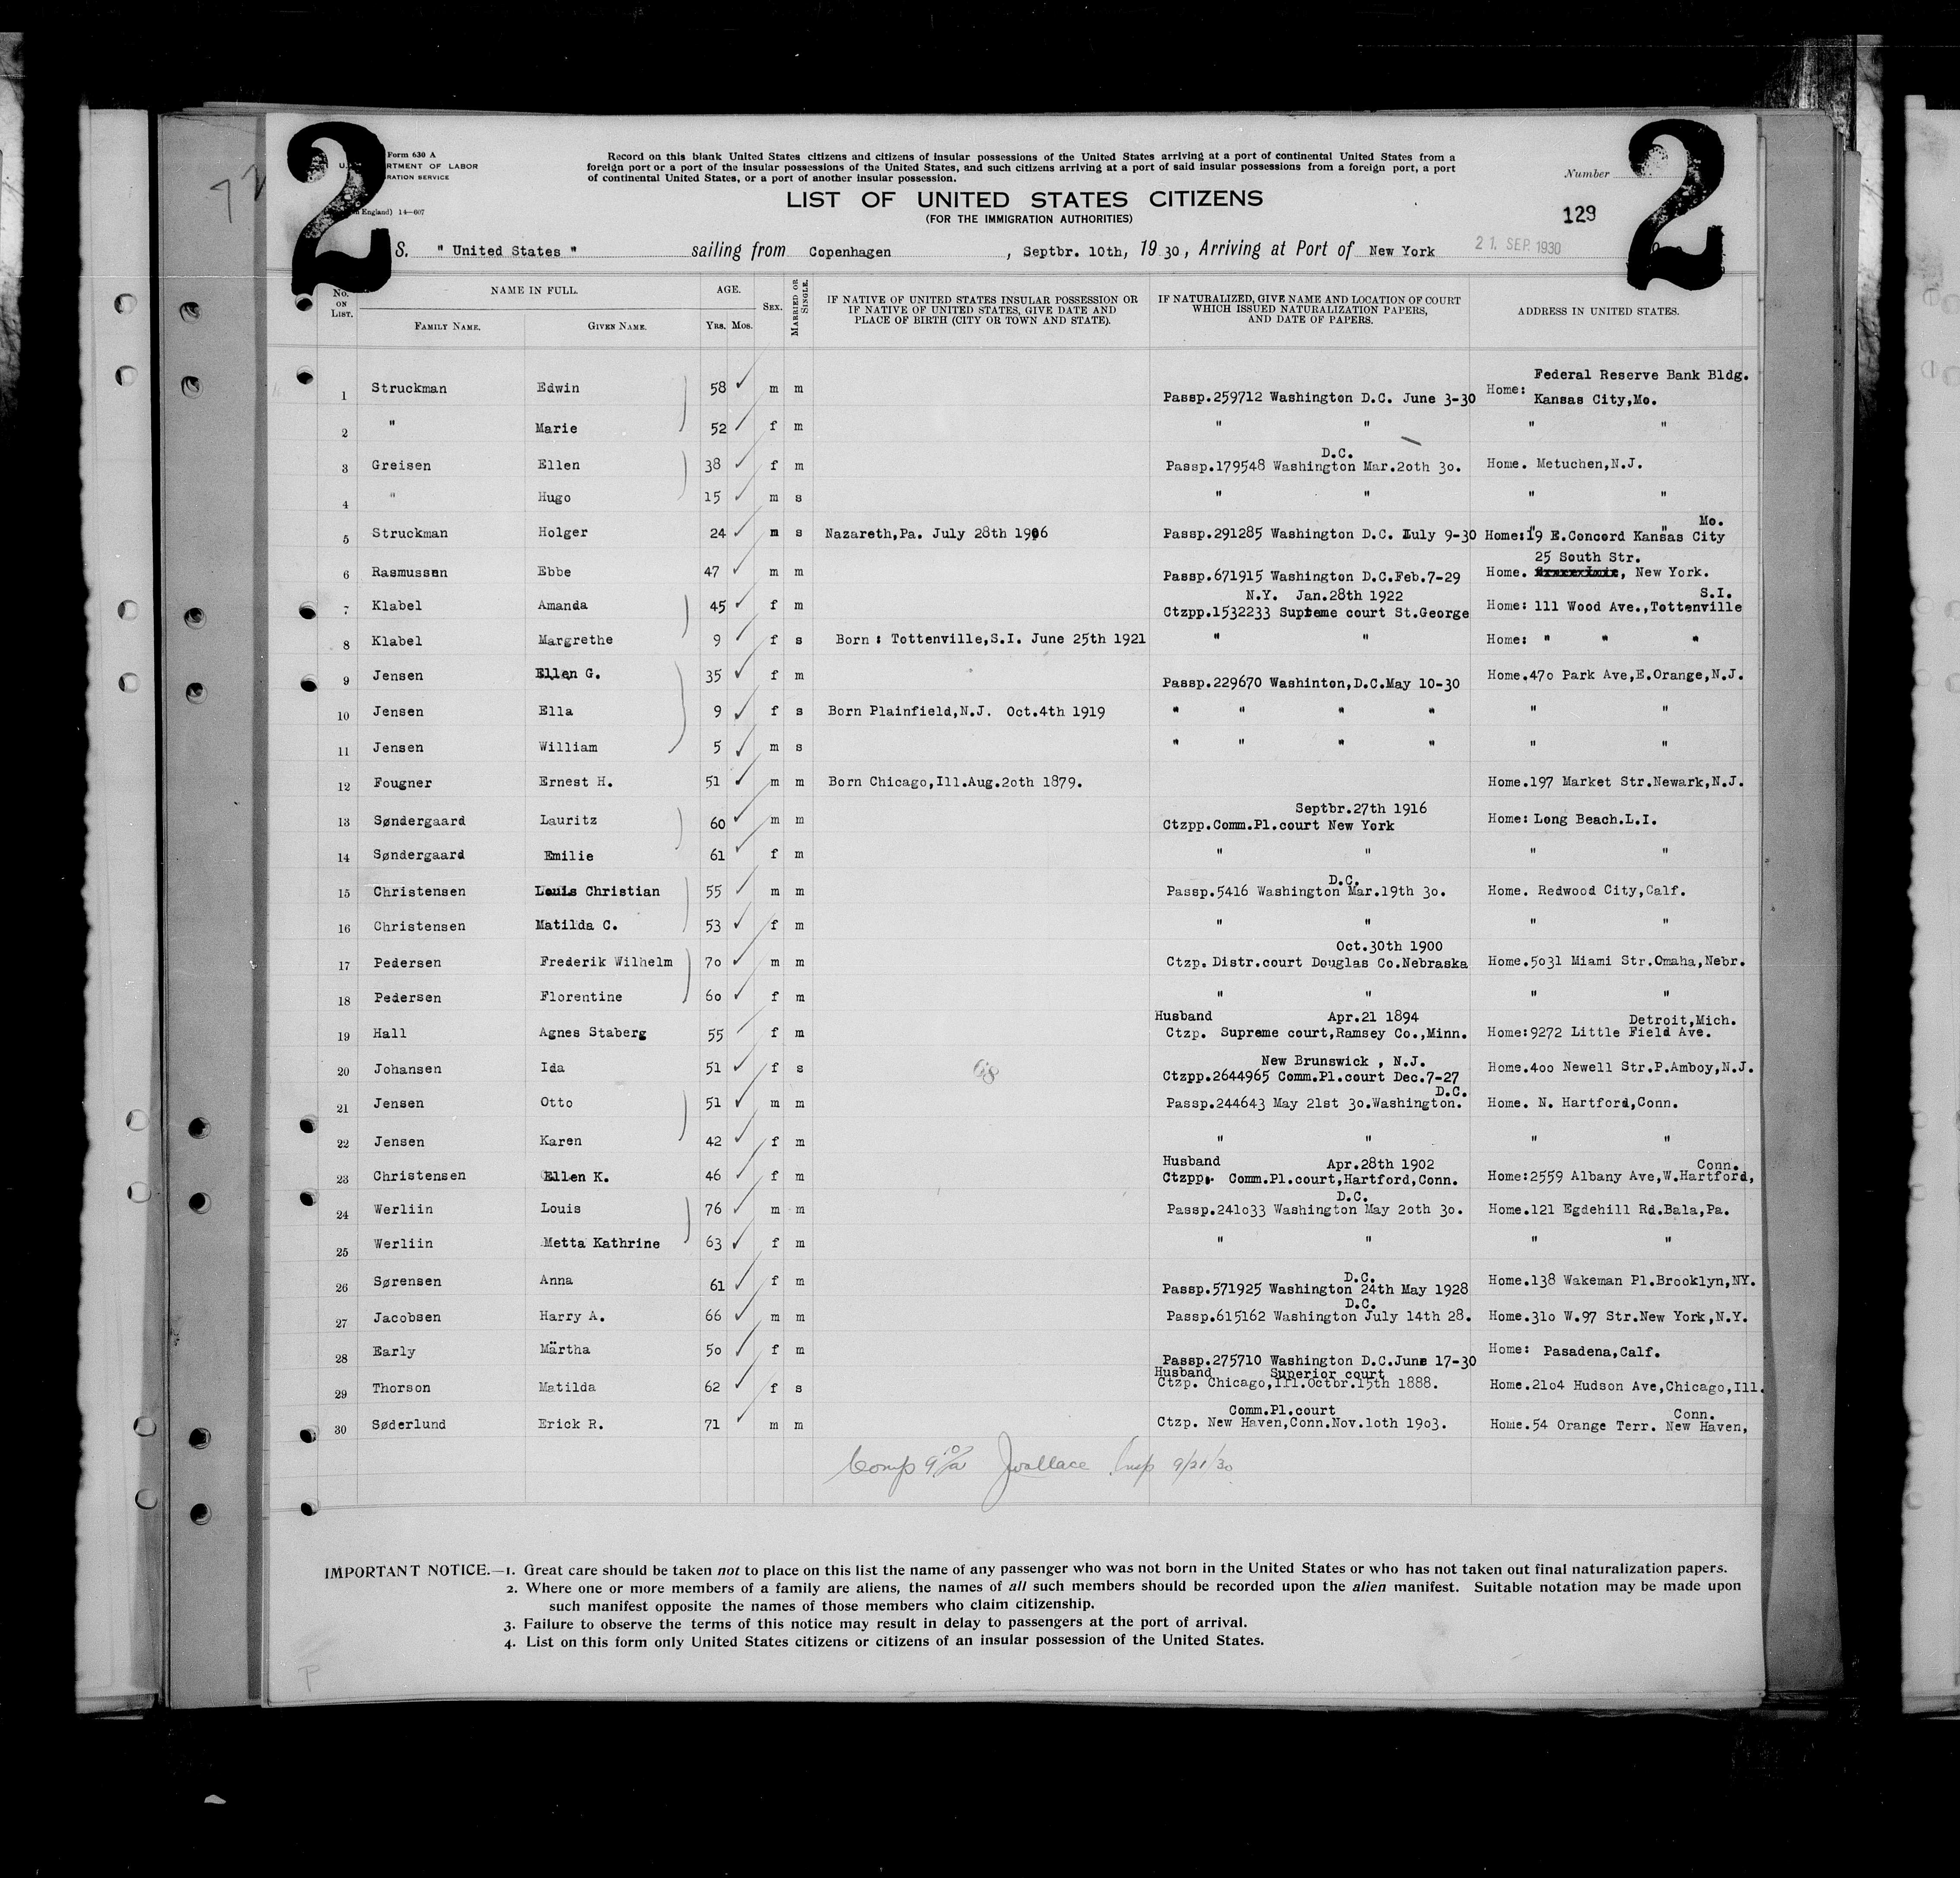 2
2
Form 630 A
RTMENT OF LABOR
RATION SERVICE
England) 14—607
Record on this blank United States citizens and citizens of insular possessions of the United States arriving at a port of continental United States from a
foreign port or a port of the insular possessions of the United States, and such citizens arriving at a port of said insular possessions from a foreign port, a port
of continental United States, or a port of another insular possession.
Number
LIST OF UNITED STATES CITIZENS
(FOR THE IMMIGRATION AUTHORITIES)
129
S. " United States " sailing from Copenhagen , Septbr. 10th, 19 30, Arriving at Port of New York 21. SEP. 1930
No. ON LIST. NAME IN FULL. AGE. SEX. MARRIED OR SINGLE. IF NATIVE OF UNITED STATES INSULAR POSSESSION OR IF NATIVE OF UNITED STATES, GIVE DATE AND PLACE OF BIRTH (CITY OR TOWN AND STATE). IF NATURALIZED, GIVE NAME AND LOCATION OF COURT WHICH ISSUED NATURALIZATION PAPERS, AND DATE OF PAPERS. ADDRESS IN UNITED STATES.
FAMILY NAME. GIVEN NAME. YRS. MOS.
Federal Reserve Bank Bldg.
1 Struckman Edwin 58 m m Passp.259712 Washington D.C. June 3-30 Home: Kansas City,Mo.
2 " Marie 52 f m " " " "
D.C.
3 Greisen Ellen 38 f m Passp.179548 Washington Mar.2oth 3o. Home. Metuchen,N.J.
4 " Hugo 15 m s " " " "
" " Mo.
5 Struckman Holger 24 m s Nazareth,Pa. July 28th 1906 Passp.291285 Washington D.C. July 9-30 Home:19 E.Concord Kansas City
25 South Str.
6 Rasmussen Ebbe 47 m m Passp.671915 Washington D.C.Feb.7-29 Home. , New York.
N.Y. Jan.28th 1922 S.I.
7 Klabel Amanda 45 f m Ctzpp.1532233 Supreme court St.George Home: 111 Wood Ave.,Tottenville
8 Klabel Margrethe 9 f s Born : Tottenville,S.I. June 25th 1921 " " Home: " " "
9 Jensen Ellen G. 35 f m Passp.229670 Washinton,D.C.May 10-30 Home.47o Park Ave,E.Orange,N.J.
10 Jensen Ella 9 f s Born Plainfield,N.J. Oct.4th 1919 " " " " " "
11 Jensen William 5 m s " " " " " "
12 Fougner Ernest H. 51 m m Born Chicago,Ill.Aug.2oth 1879. Home.197 Market Str.Newark,N.J.
Septbr.27th 1916
13 Søndergaard Lauritz 60 m m Ctzpp.Comm.Pl.court New York Home: Long Beach.L.I.
14 Søndergaard Emilie 61 f m " " " "
D.C.
15 Christensen Louis Christian 55 m m Passp.5416 Washington Mar.19th 3o. Home. Redwood City,Calf.
16 Christensen Matilda C. 53 f m " " " "
Oct.30th 1900
17 Pedersen Frederik Wilhelm 7o m m Ctzp. Distr.court Douglas Co.Nebraska Home.5o31 Miami Str.Omaha,Nebr.
18 Pedersen Florentine 6o f m " " " "
Husband Apr.21 1894 Detroit,Mich.
19 Hall Agnes Staberg 55 f m Ctzp. Supreme court,Ramsey Co.,Minn. Home:9272 Little Field Ave.
New Brunswick , N.J.
20 Johansen Ida 51 f s Ctzpp.2644965 Comm.Pl.court Dec.7-27 Home.4oo Newell Str.P.Amboy,N.J.
D.C.
21 Jensen Otto 51 m m Passp.244643 May 21st 3o.Washington. Home. N. Hartford,Conn.
22 Jensen Karen 42 f m " " " "
Husband Apr.28th 1902 Conn.
23 Christensen Ellen K. 46 f m Ctzpp. Comm.Pl.court,Hartford,Conn. Home:2559 Albany Ave,W.Hartford,
D.C.
24 Werliin Louis 76 m m Passp.241o33 Washington May 2oth 3o. Home.121 Egdehill Rd.Bala,Pa.
25 Werliin Metta Kathrine 63 f m " " " "
D.C.
26 Sørensen Anna 61 f m Passp.571925 Washington 24th May 1928 Home.138 Wakeman Pl.Brooklyn,NY.
D.C.
27 Jacobsen Harry A. 66 m m Passp.615162 Washington July 14th 28. Home.31o W.97 Str.New York,N.Y.
28 Early Märtha 5o f m Passp.275710 Washington D.C.June 17-30 Home: Pasadena,Calf.
Husband Superior court
29 Thorson Matilda 62 f s Ctzp. Chicago,Ill.Octbr.15th 1888. Home.21o4 Hudson Ave,Chicago,Ill.
Comm.Pl.court Conn.
30 Søderlund Erick R. 71 m m Ctzp. New Haven,Conn.Nov.1oth 19o3. Home.54 Orange Terr. New Haven,
JWallace Insp 9/21/30
IMPORTANT NOTICE.—1. Great care should be taken not to place on this list the name of any passenger who was not born in the United States or who has not taken out final naturalization papers.
2. Where one or more members of a family are aliens, the names of all such members should be recorded upon the alien manifest. Suitable notation may be made upon
such manifest opposite the names of those members who claim citizenship.
3. Failure to observe the terms of this notice may result in delay to passengers at the port of arrival.
4. List on this form only United States citizens or citizens of an insular possession of the United States.